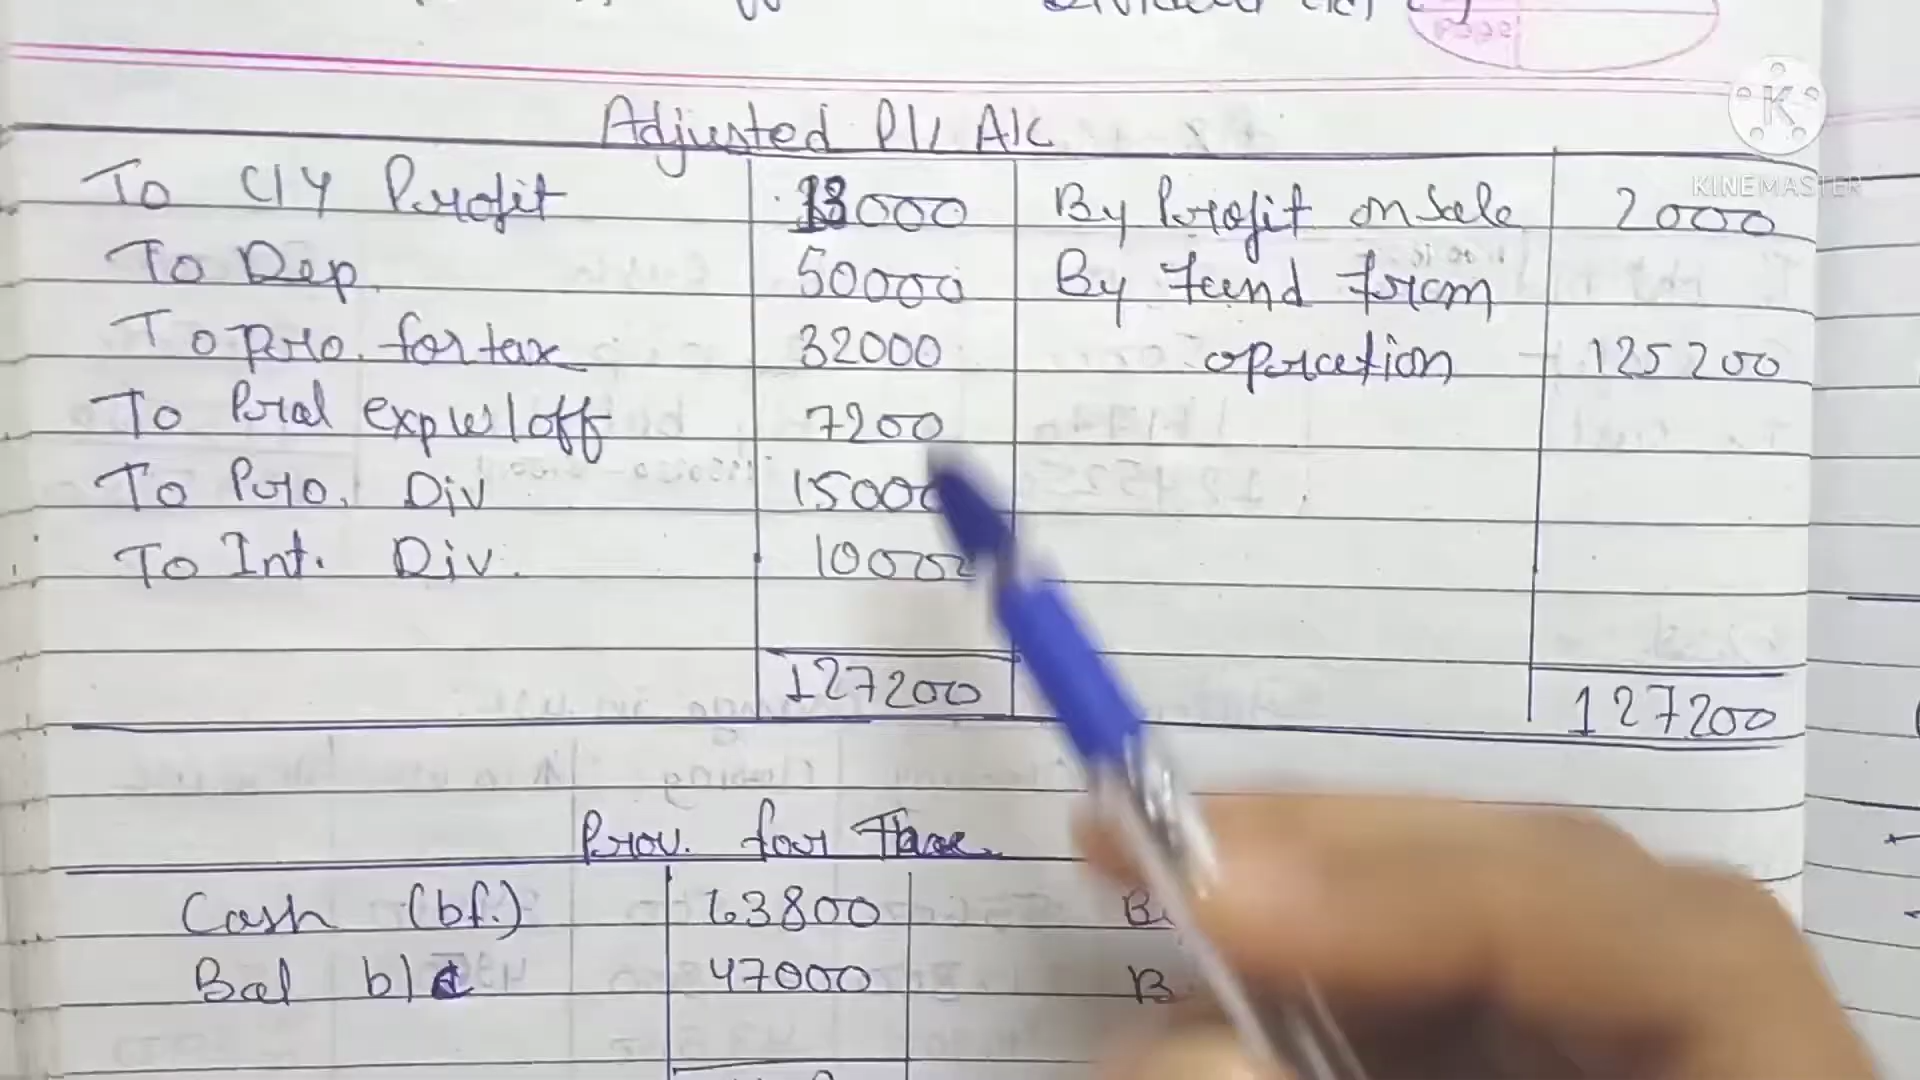 Page
K
KINEMASTER
Adjusted P/L A/c
To C/Y Profit 13000 By Profit on Sale 2000
To Dep. 50000 By Fund from
To pro. for tax 32000 operation 125200
To Pral exp w/off 7200
To Pro. Div 15000
To Int. Div. 10000
127200 127200
Prov. for
Cash (bf.) 63800
Bal b/d 47000